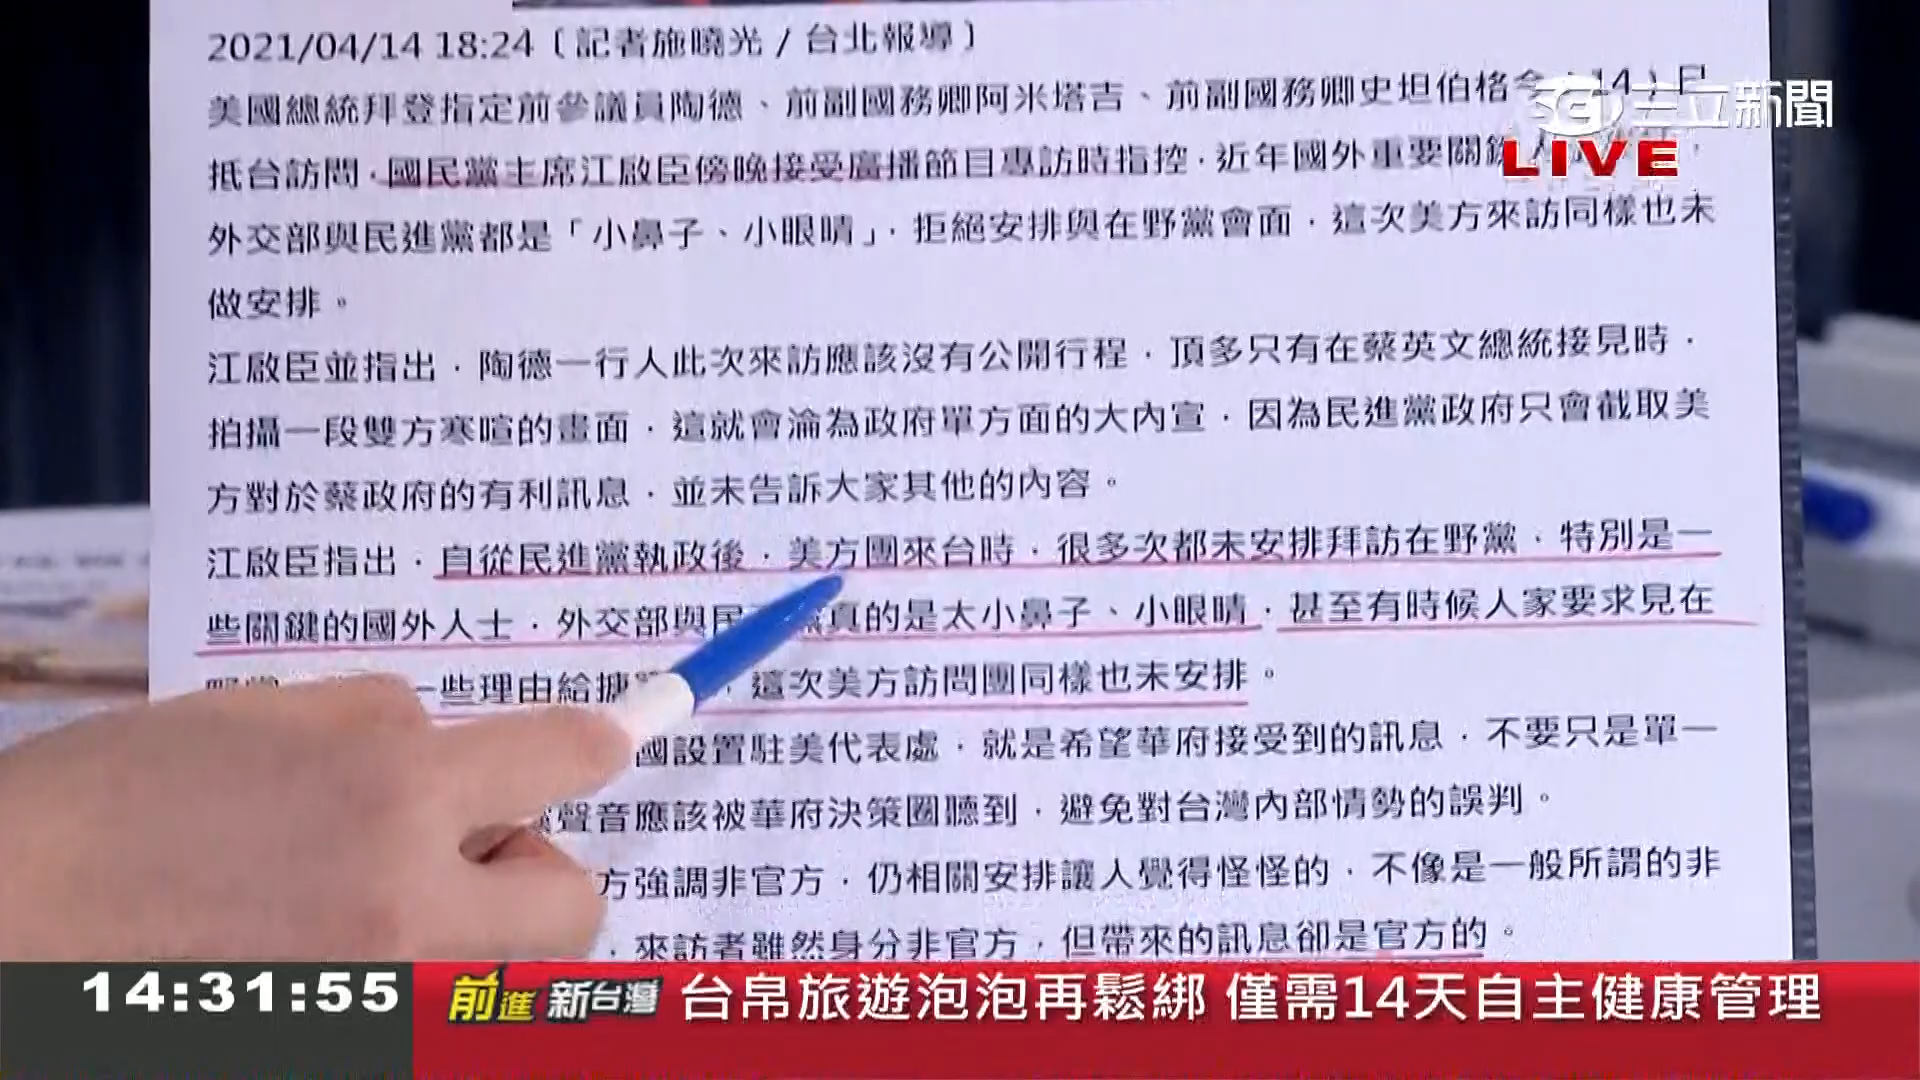 2021/04/14 18:24〔記者施曉光／台北報導〕
美國總統拜登指定前參議員陶德、前副國務卿阿米塔吉、前副國務卿史坦伯格今（14）日
抵台訪問，國民黨主席江啟臣傍晚接受廣播節目專訪時指控，近年國外重要關鍵
外交部與民進黨都是「小鼻子、小眼睛」，拒絕安排與在野黨會面，這次美方來訪同樣也未
做安排。
江啟臣並指出，陶德一行人此次來訪應該沒有公開行程，頂多只有在蔡英文總統接見時，
拍攝一段雙方寒暄的畫面，這就會淪為政府單方面的大內宣，因為民進黨政府只會截取美
方對於蔡政府的有利訊息，並未告訴大家其他的內容。
江啟臣指出，自從民進黨執政後，美方團來台時，很多次都未安排拜訪在野黨，特別是一
些關鍵的國外人士，外交部與民 真的是太小鼻子、小眼睛，甚至有時候人家要求見在
一些理由給搪 ，這次美方訪問團同樣也未安排。
國設置駐美代表處，就是希望華府接受到的訊息，不要只是單一
聲音應該被華府決策圈聽到，避免對台灣內部情勢的誤判。
方強調非官方，仍相關安排讓人覺得怪怪的，不像是一般所謂的非
，來訪者雖然身分非官方，但帶來的訊息卻是官方的。
三立新聞
LIVE
14:31:55 前進新台灣 台帛旅遊泡泡再鬆綁 僅需14天自主健康管理